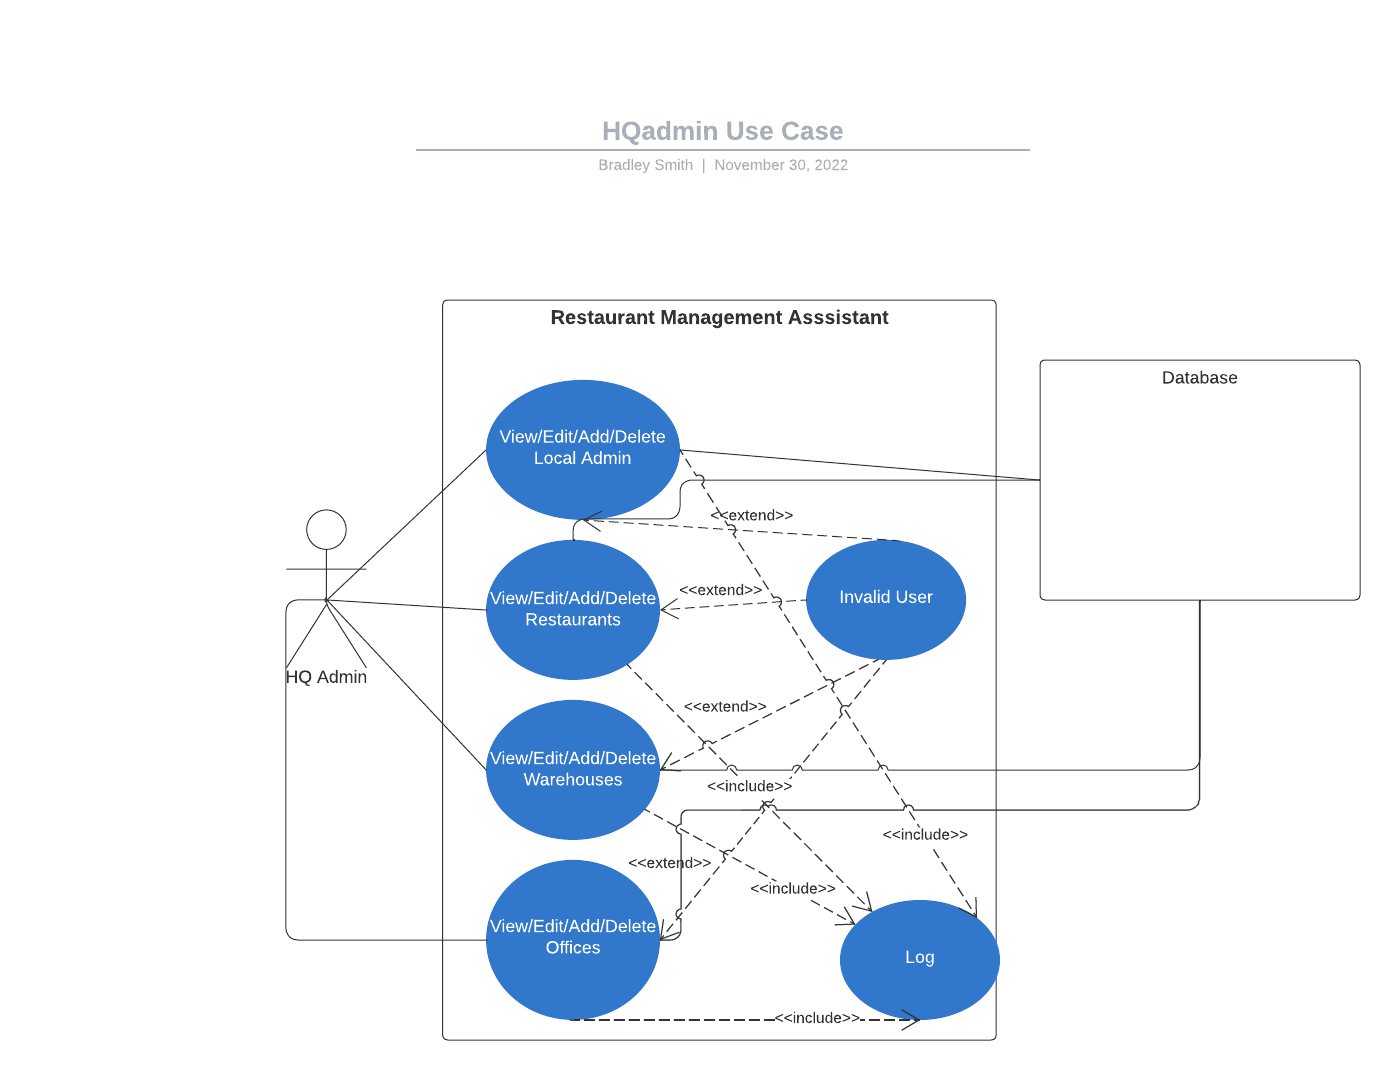 HQadmin Use Case
Bradley Smith | November 30, 2022
Restaurant Management Asssistant
Database
View/Edit/Add/Delete
Local Admin
<<extend>>
<<extend>>
View/Edit/Add/Delete
Restaurants
Invalid User
HQ Admin
<<extend>>
View/Edit/Add/Delete
Warehouses
<<include>>
<<include>>
<<extend>>
<<include>>
View/Edit/Add/Delete
Offices
Log
<<include>>